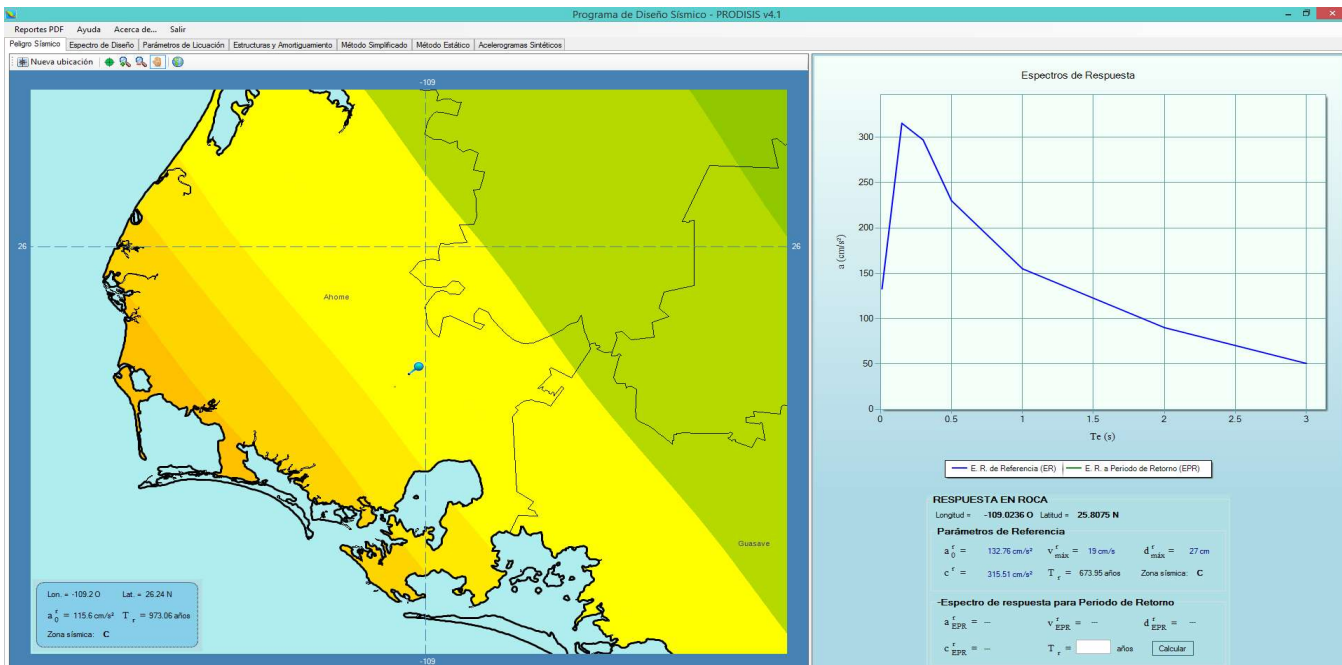 Programa de Diseño Sísmico - PRODISIS v4.1
Reportes PDF Ayuda Acerca de... Salir
Peligro Sísmico Espectro de Diseño Parámetros de Licuación Estructuras y Amortiguamiento Método Simplificado Método Estático Acelerogramas Sintéticos
Nueva ubicación
-109
26 26
Ahome
Guasave
-109
Lon. = -109.2 O Lat. = 26.24 N
a r 0 = 115.6 cm/s² T r = 973.06 años
Zona sísmica: C
Espectros de Respuesta
a (cm/s²)
300
250
200
150
100
50
0
0 0.5 1 1.5 2 2.5 3
Te (s)
E. R. de Referencia (ER) E. R. a Periodo de Retorno (EPR)
RESPUESTA EN ROCA
Longitud = -109.0236 O Latitud = 25.8075 N
Parámetros de Referencia
a r 0 = 132.76 cm/s² v r máx = 19 cm/s d r máx = 27 cm
c r = 315.51 cm/s² T r = 673.95 años Zona sísmica: C
-Espectro de respuesta para Periodo de Retorno
a r EPR = – v r EPR = – d r EPR = –
c r EPR = – T r = años Calcular